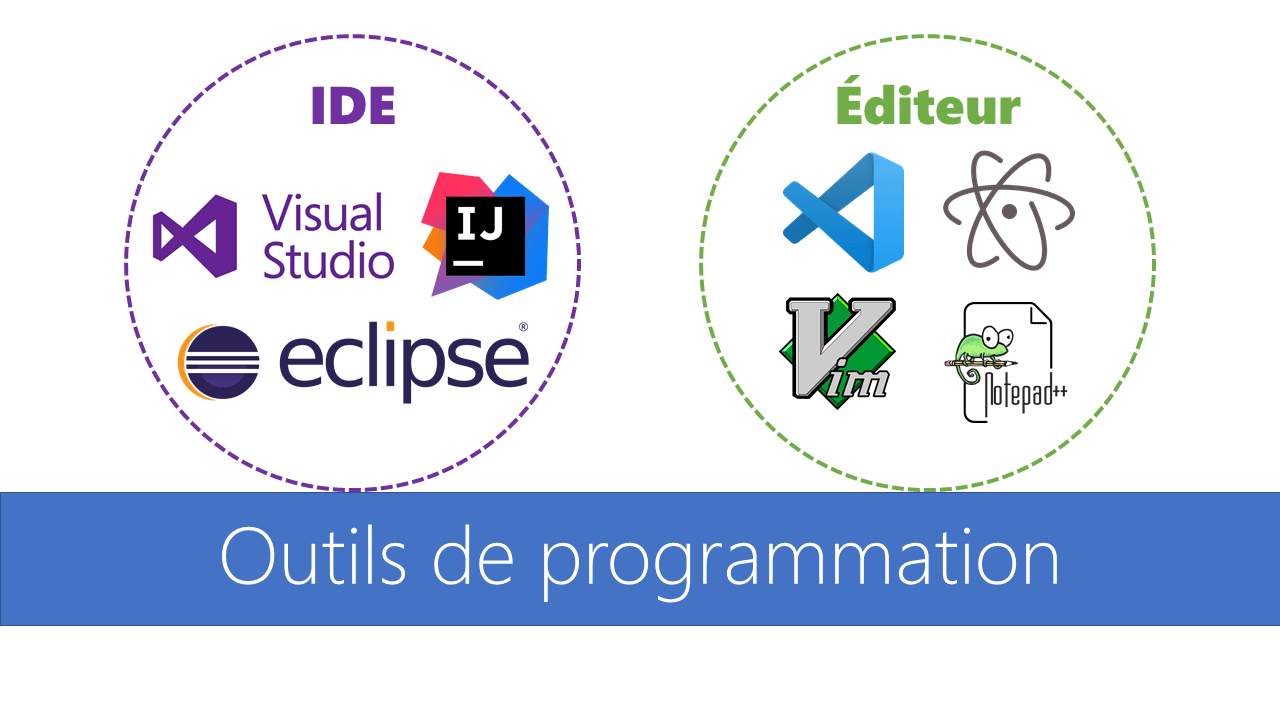 IDE
Visual
Studio
IJ
eclipse®
Éditeur
Vim
Notepad++
Outils de programmation